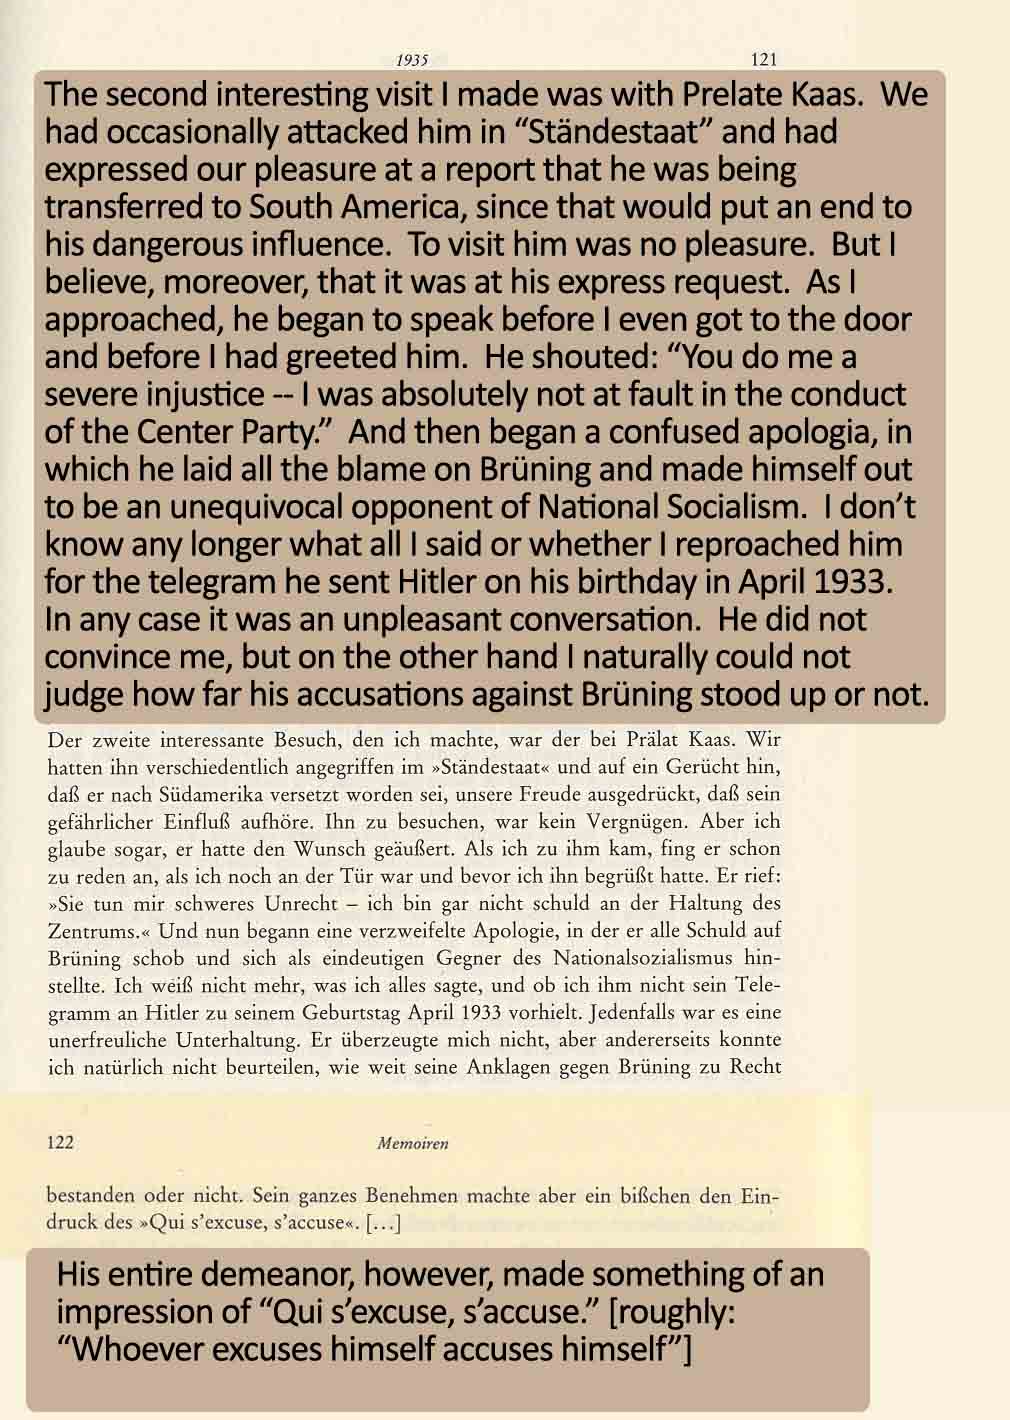 1935 121
The second interesting visit I made was with Prelate Kaas.  We
had occasionally attacked him in “Ständestaat” and had
expressed our pleasure at a report that he was being
transferred to South America, since that would put an end to
his dangerous influence.  To visit him was no pleasure.  But I
believe, moreover, that it was at his express request.  As I
approached, he began to speak before I even got to the door
and before I had greeted him.  He shouted: “You do me a
severe injustice -- I was absolutely not at fault in the conduct
of the Center Party.”  And then began a confused apologia, in
which he laid all the blame on Brüning and made himself out
to be an unequivocal opponent of National Socialism.  I don’t
know any longer what all I said or whether I reproached him
for the telegram he sent Hitler on his birthday in April 1933.
In any case it was an unpleasant conversation.  He did not
convince me, but on the other hand I naturally could not
judge how far his accusations against Brüning stood up or not.
Der zweite interessante Besuch, den ich machte, war der bei Prälat Kaas. Wir
hatten ihn verschiedentlich angegriffen im »Ständestaat« und auf ein Gerücht hin,
daß er nach Südamerika versetzt worden sei, unsere Freude ausgedrückt, daß sein
gefährlicher Einfluß aufhöre. Ihn zu besuchen, war kein Vergnügen. Aber ich
glaube sogar, er hatte den Wunsch geäußert. Als ich zu ihm kam, fing er schon
zu reden an, als ich noch an der Tür war und bevor ich ihn begrüßt hatte. Er rief:
»Sie tun mir schweres Unrecht – ich bin gar nicht schuld an der Haltung des
Zentrums.« Und nun begann eine verzweifelte Apologie, in der er alle Schuld auf
Brüning schob und sich als eindeutigen Gegner des Nationalsozialismus hin-
stellte. Ich weiß nicht mehr, was ich alles sagte, und ob ich ihm nicht sein Tele-
gramm an Hitler zu seinem Geburtstag April 1933 vorhielt. Jedenfalls war es eine
unerfreuliche Unterhaltung. Er überzeugte mich nicht, aber andererseits konnte
ich natürlich nicht beurteilen, wie weit seine Anklagen gegen Brüning zu Recht
122 Memoiren
bestanden oder nicht. Sein ganzes Benehmen machte aber ein bißchen den Ein-
druck des »Qui s’excuse, s’accuse«. [...]
His entire demeanor, however, made something of an
impression of “Qui s’excuse, s’accuse.” [roughly:
“Whoever excuses himself accuses himself”]